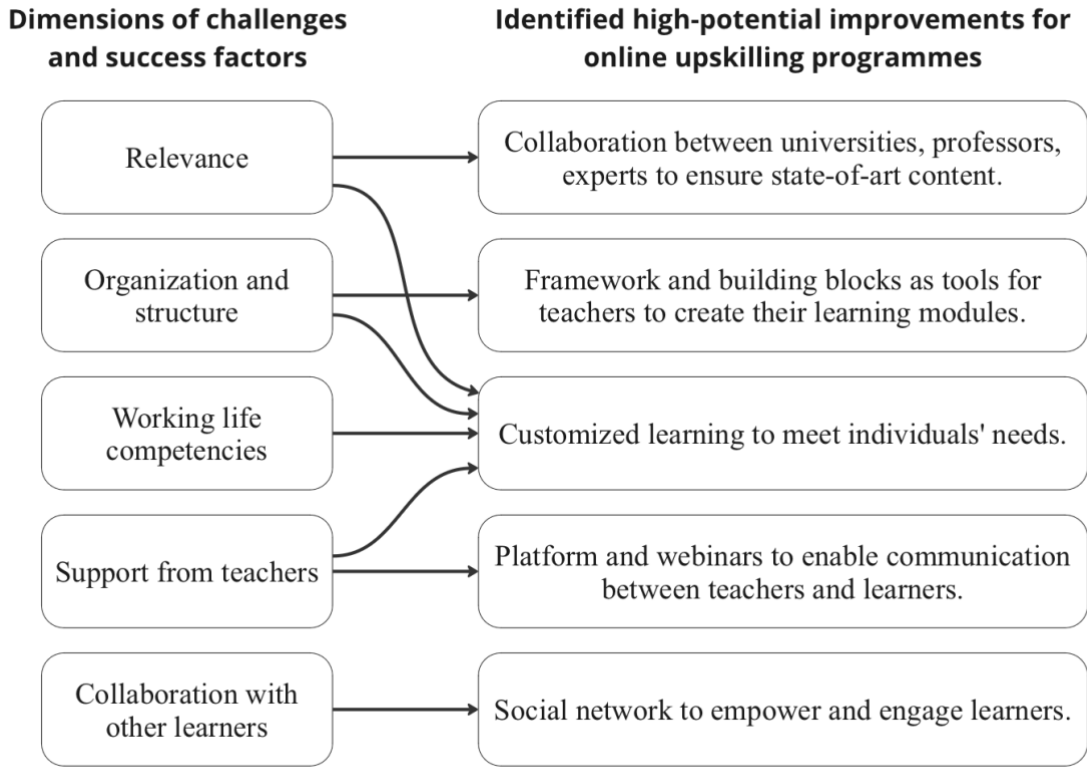 Dimensions of challenges
and success factors
Identified high-potential improvements for
online upskilling programmes
Relevance
Collaboration between universities, professors,
experts to ensure state-of-art content.
Organization and
structure
Framework and building blocks as tools for
teachers to create their learning modules.
Working life
competencies
Customized learning to meet individuals' needs.
Support from teachers
Platform and webinars to enable communication
between teachers and learners.
Collaboration with
other learners
Social network to empower and engage learners.